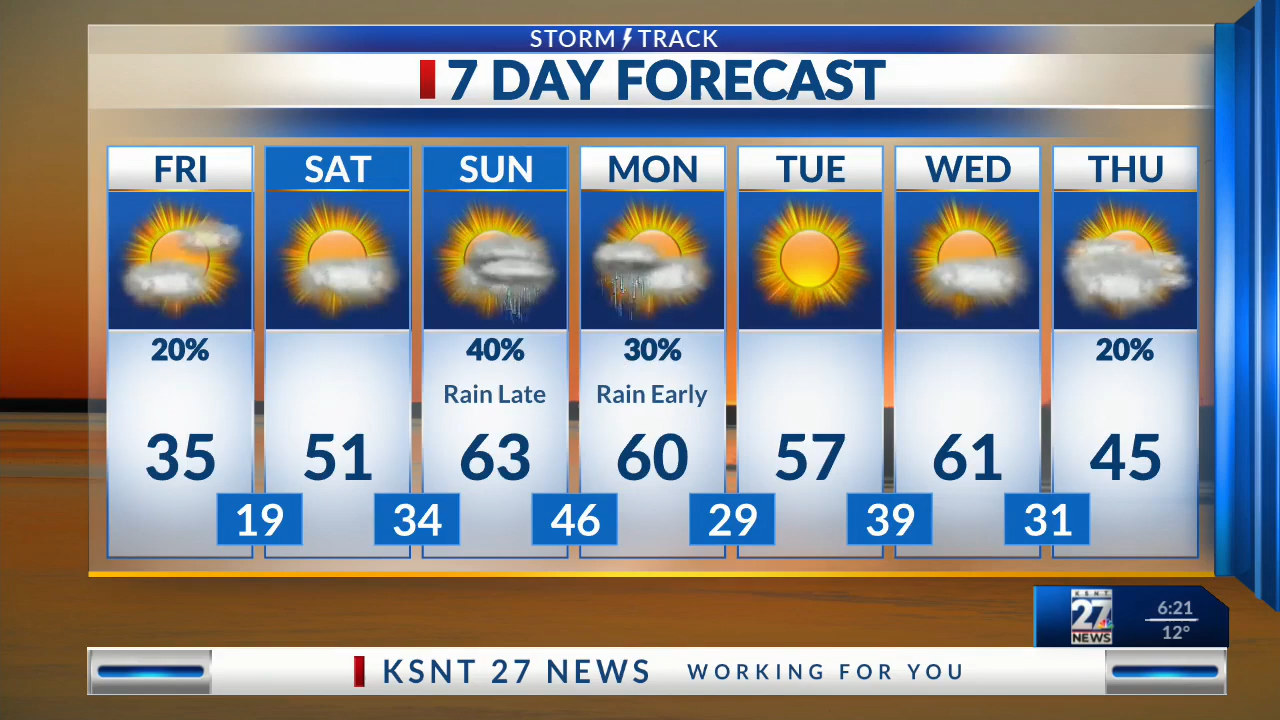 STORM TRACK
7 DAY FORECAST
FRI SAT SUN MON TUE WED THU
20% 40% 30% 20%
Rain Late Rain Early
35 51 63 60 57 61 45
19 34 46 29 39 31
KSNT
27
NEWS
6:21
12°
KSNT 27 NEWS WORKING FOR YOU